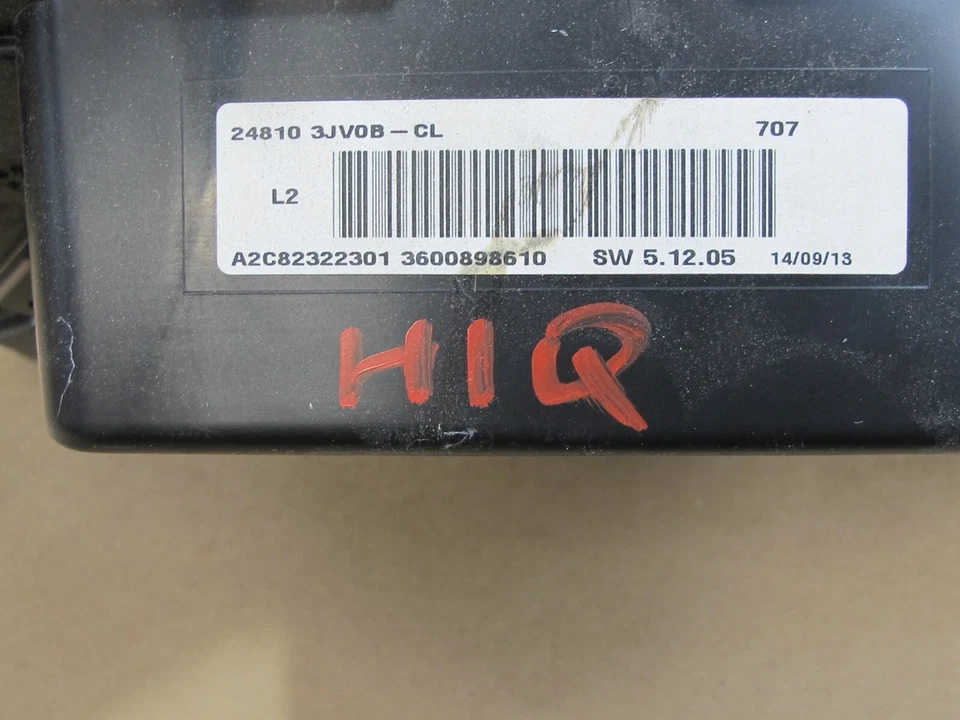 24810 3JV0B – CL 707
L2
A2C82322301 3600898610 SW 5.12.05 14/09/13
HIQ